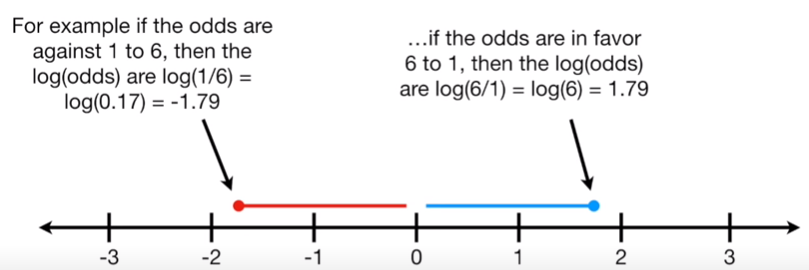 For example if the odds are
against 1 to 6, then the
log(odds) are log(1/6) =
log(0.17) = -1.79
...if the odds are in favor
6 to 1, then the log(odds)
are log(6/1) = log(6) = 1.79
-3 -2 -1 0 1 2 3